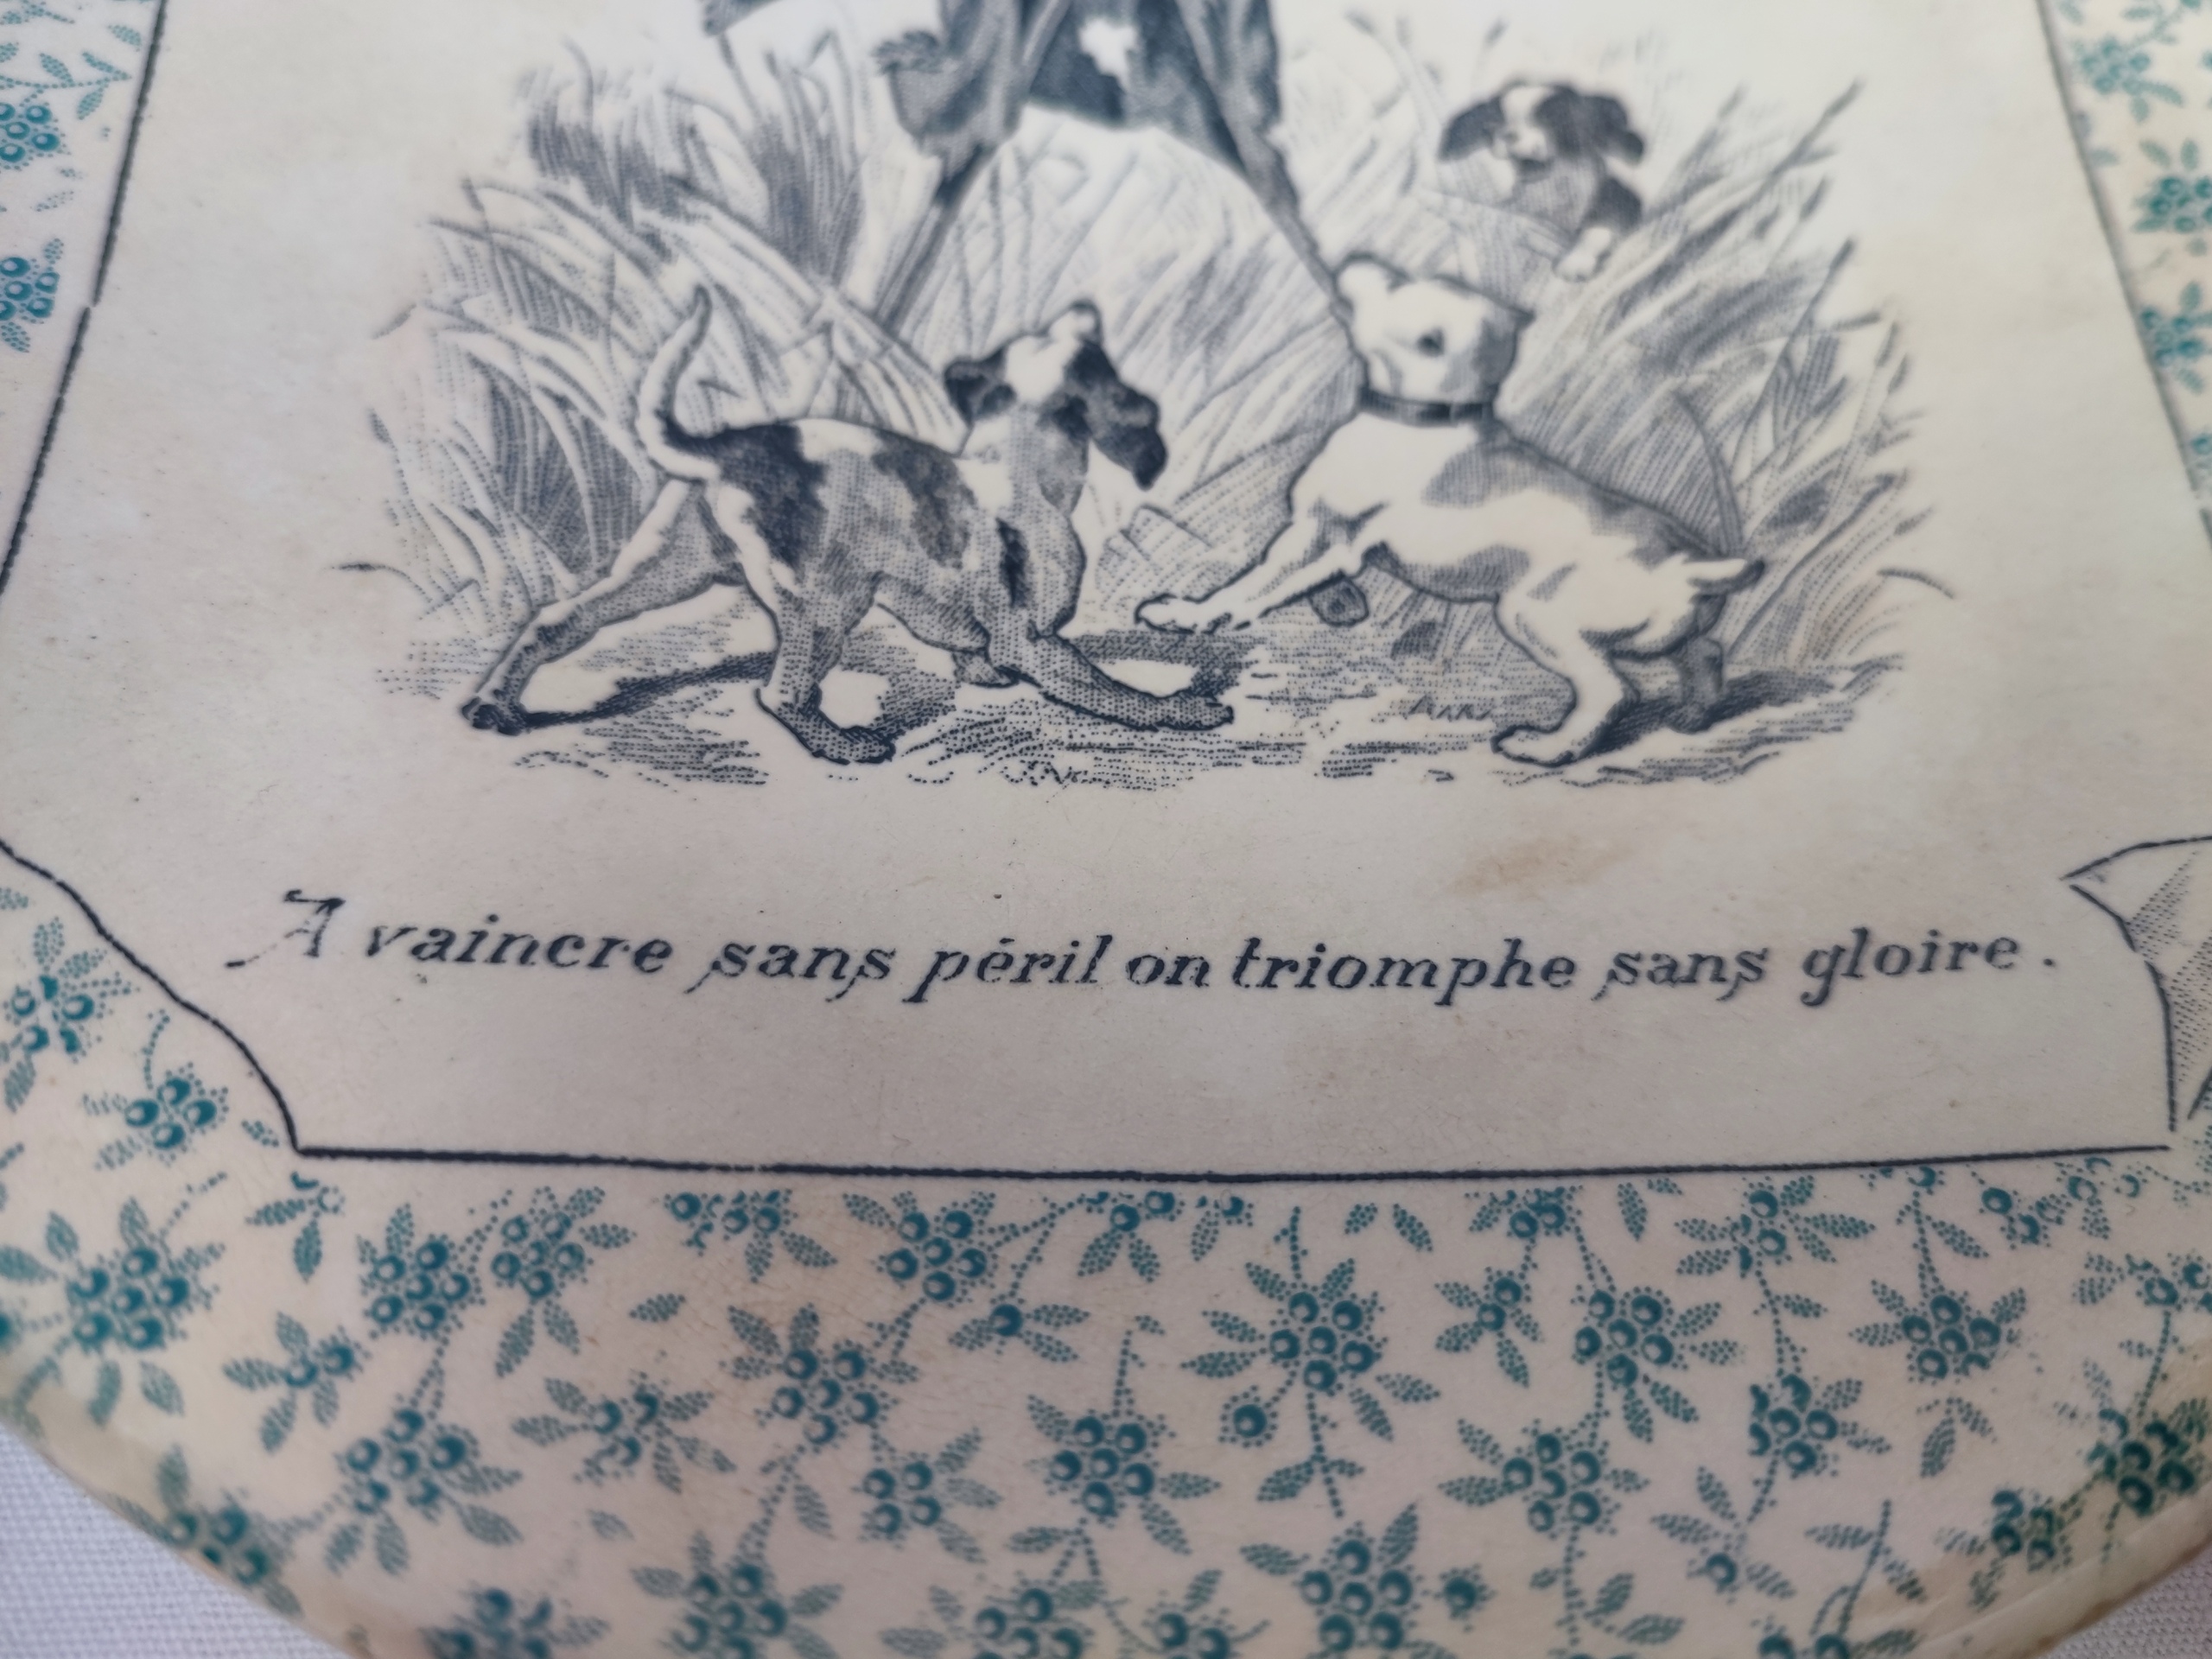 A vaincre sans péril on triomphe sans gloire.